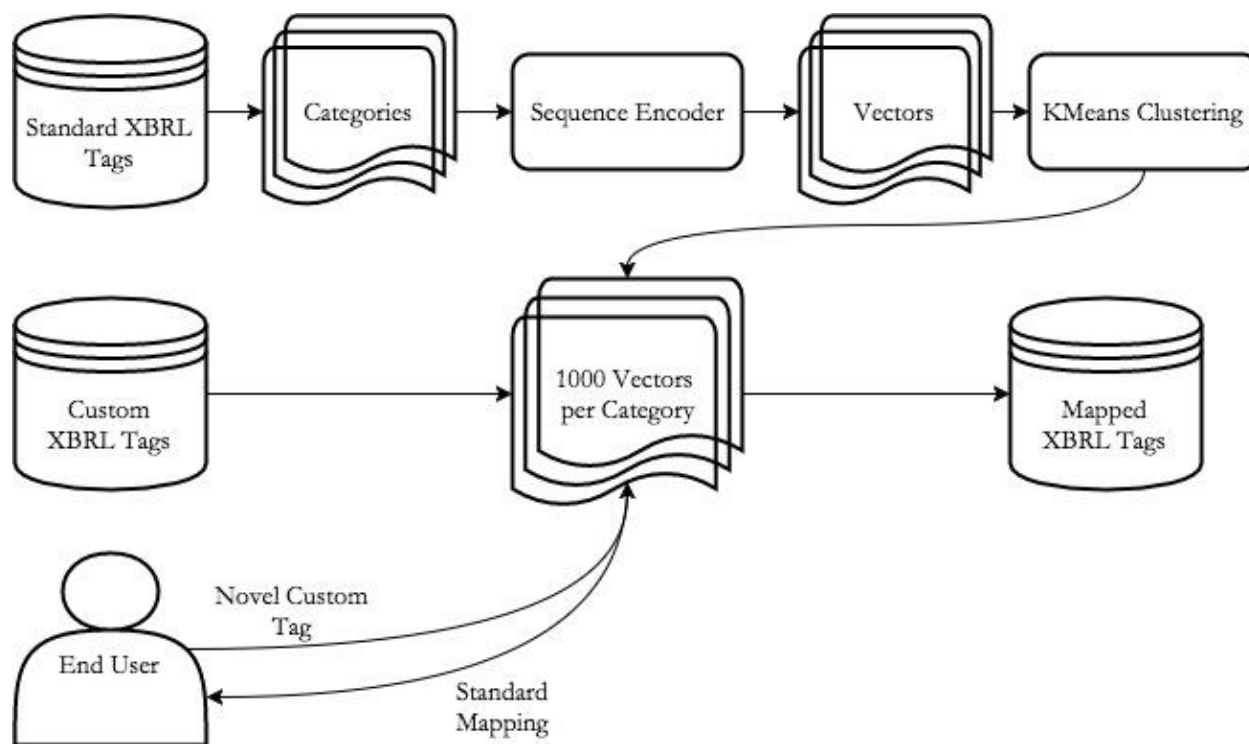 Standard XBRL
Tags
Categories
Sequence Encoder
Vectors
KMeans Clustering
Custom
XBRL Tags
1000 Vectors
per Category
Mapped
XBRL Tags
Novel Custom
Tag
End User
Standard
Mapping